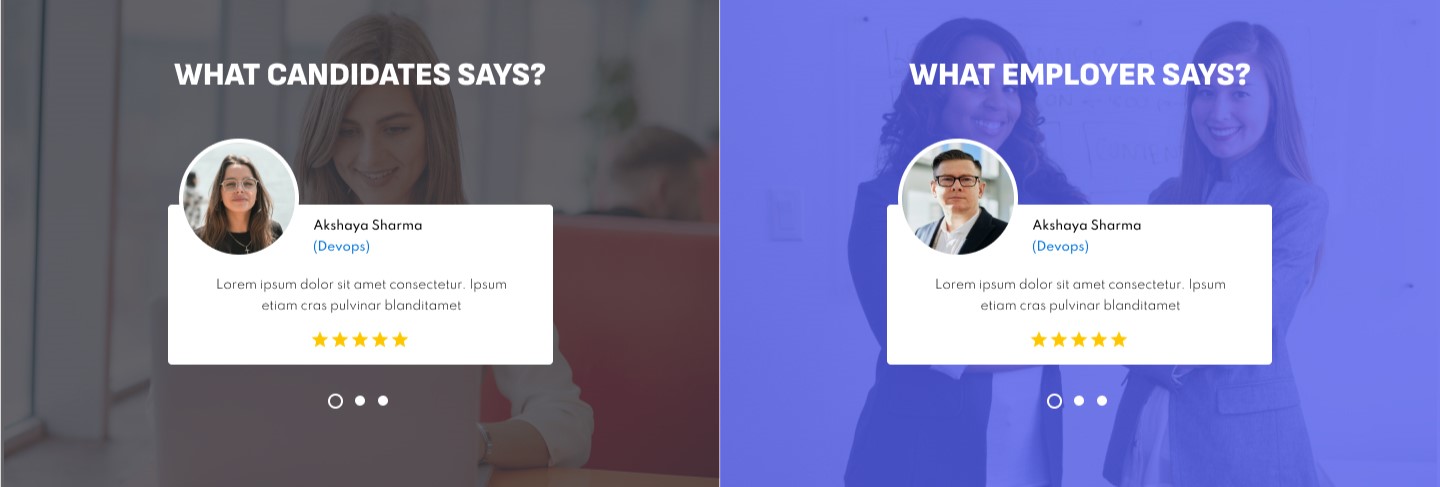 WHAT CANDIDATES SAYS?
Akshaya Sharma
(Devops)
Lorem ipsum dolor sit amet consectetur. Ipsum
etiam cras pulvinar blanditamet
WHAT EMPLOYER SAYS?
Akshaya Sharma
(Devops)
Lorem ipsum dolor sit amet consectetur. Ipsum
etiam cras pulvinar blanditamet